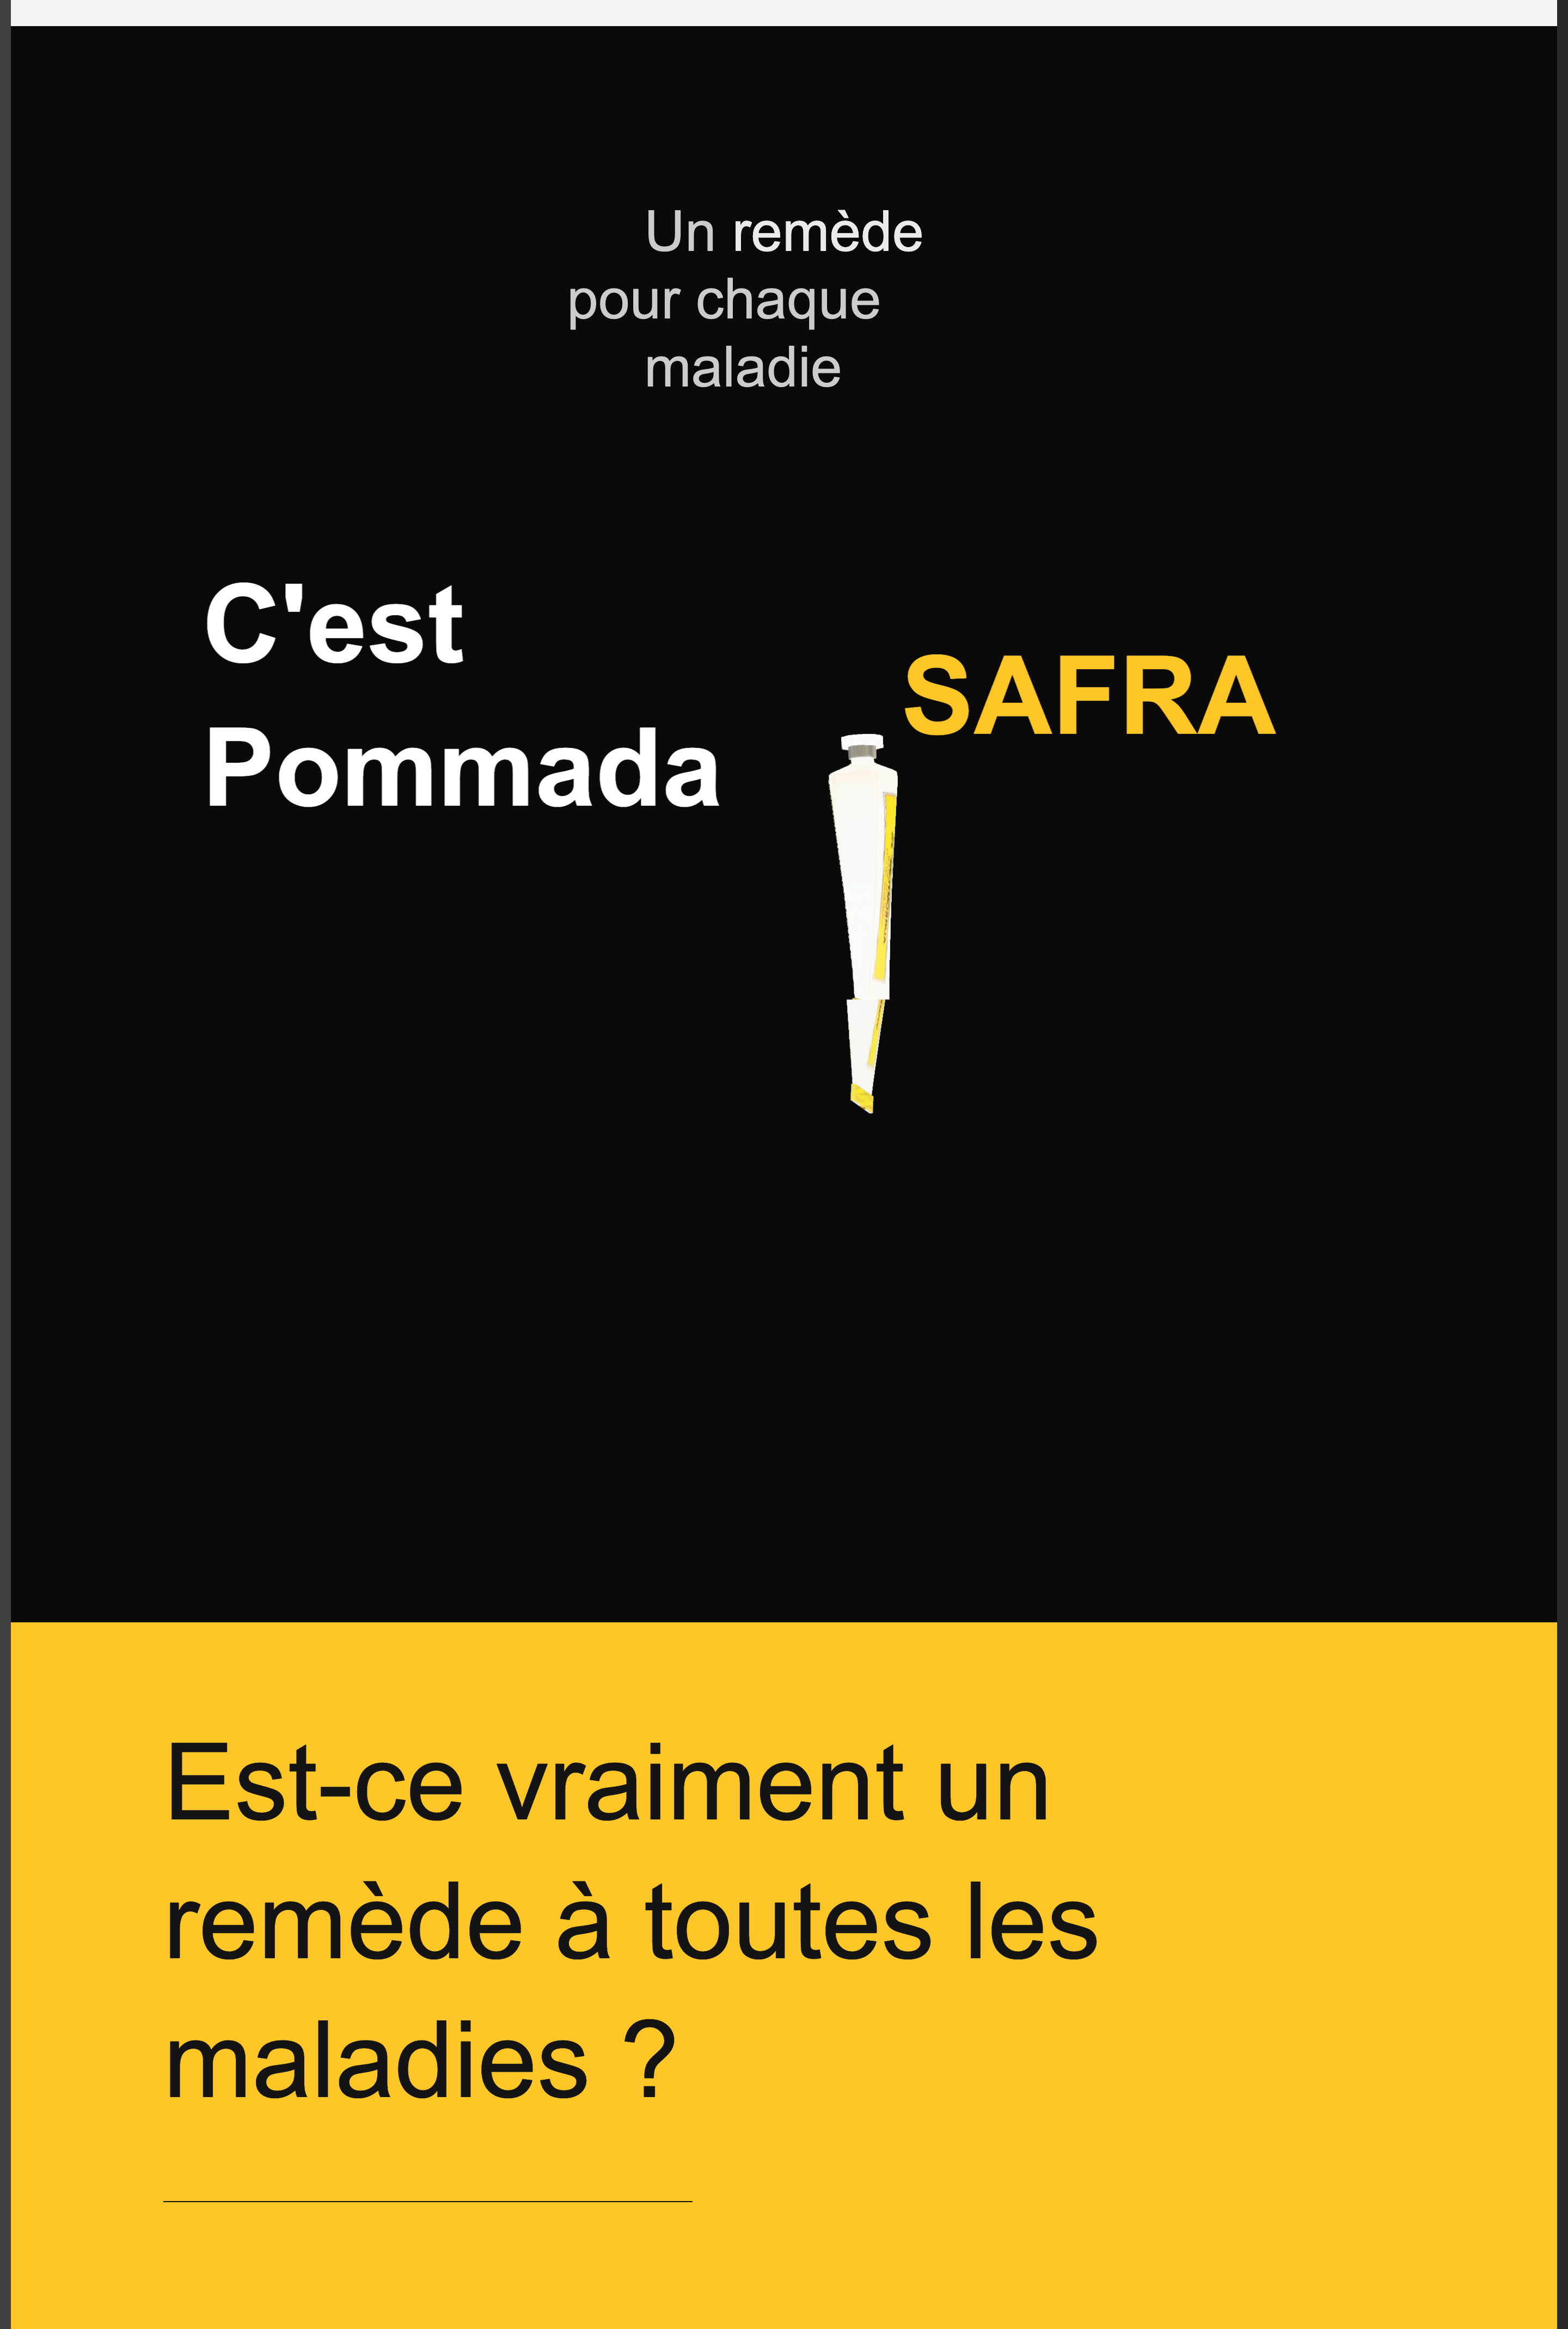 Un remède
pour chaque
maladie
C'est
Pommada
SAFRA
Est-ce vraiment un
remède à toutes les
maladies ?